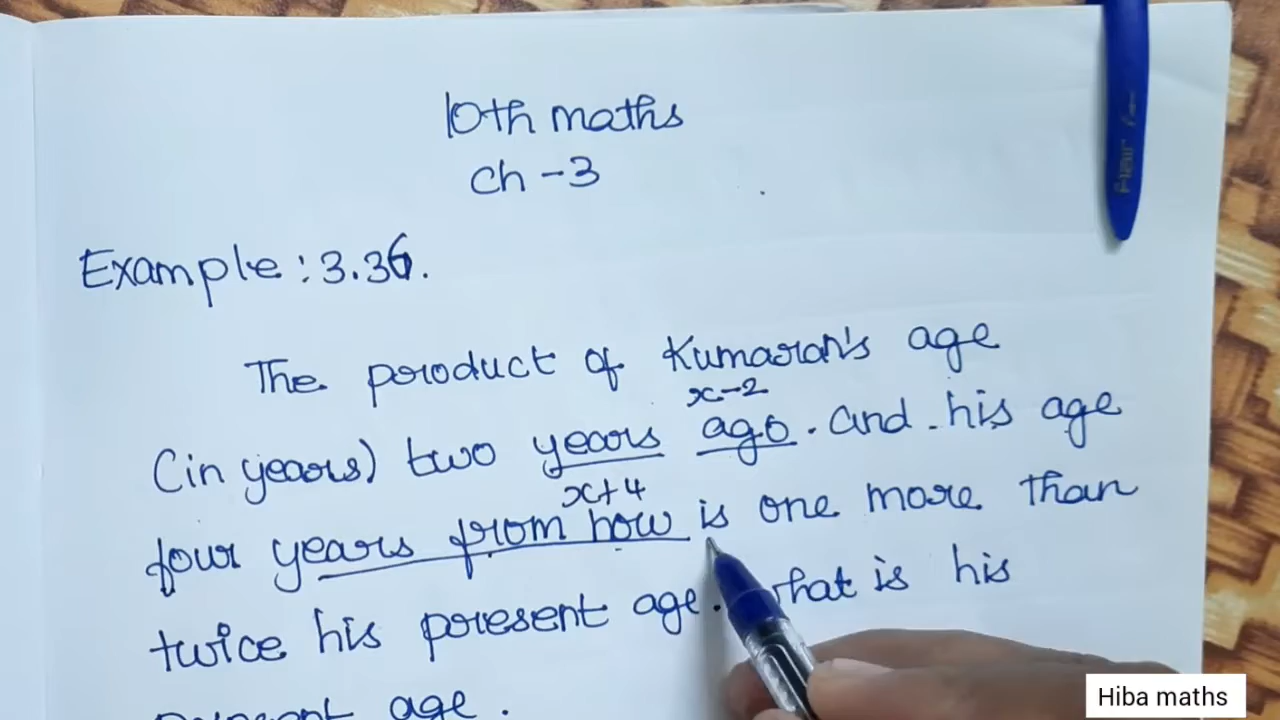 10th maths
Ch-3
Example: 3.36.
The product of Kumaran's age
x-2
(in years) two years ago. and his age
x+4
four years from now is one more than
twice his present age. what is his
present age.
Flair
Hiba maths